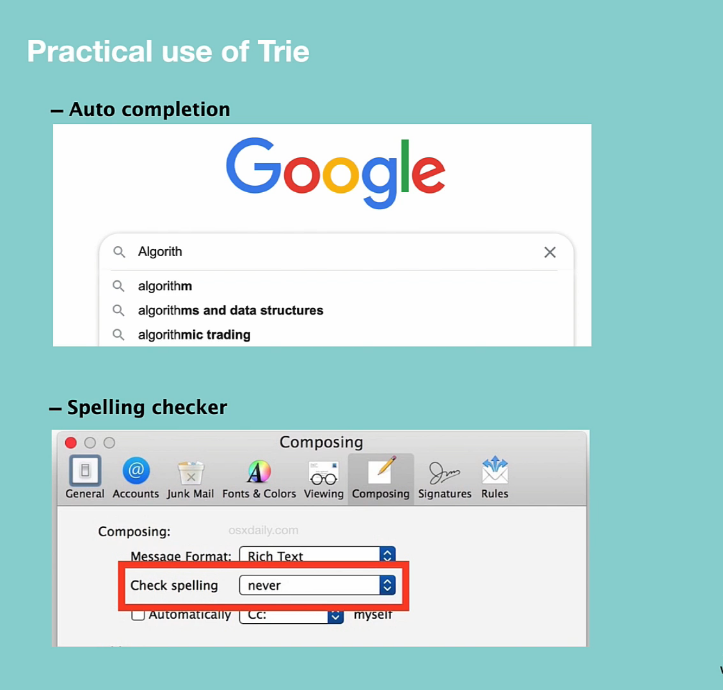 Practical use of Trie
– Auto completion
Google
Algorith
algorithm
algorithms and data structures
algorithmic trading
– Spelling checker
Composing
General Accounts Junk Mail Fonts & Colors Viewing Composing Signatures Rules
Composing: osxdaily.com
Message Format: Rich Text
Check spelling never
Automatically Cc: myself